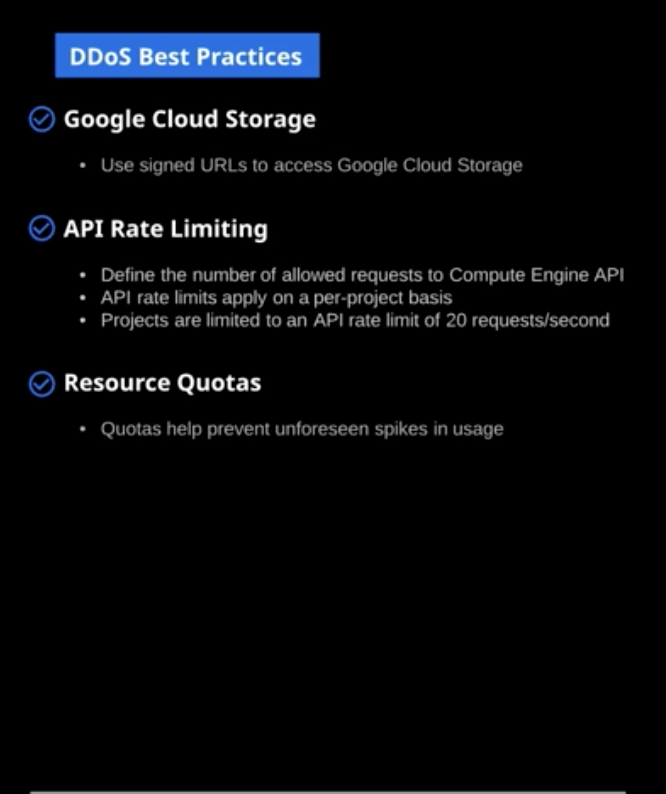 DDoS Best Practices
Google Cloud Storage
• Use signed URLs to access Google Cloud Storage
API Rate Limiting
• Define the number of allowed requests to Compute Engine API
• API rate limits apply on a per-project basis
• Projects are limited to an API rate limit of 20 requests/second
Resource Quotas
• Quotas help prevent unforeseen spikes in usage